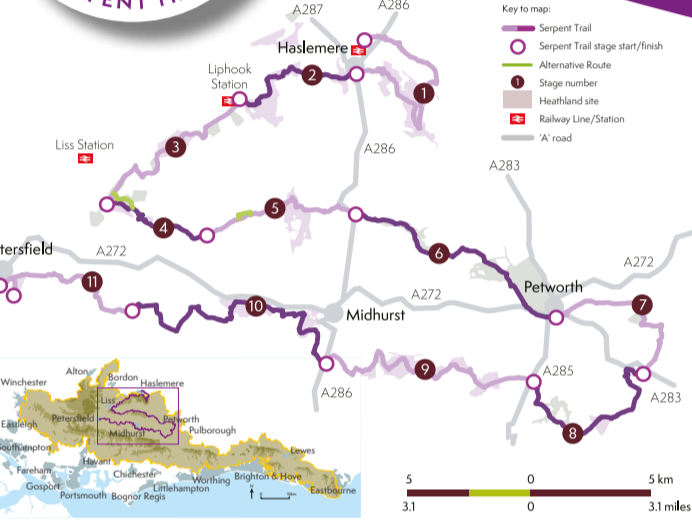 PENT TR
A287
A286
Haslemere
Liphook
Station
2
1
Liss Station
3
A286
A283
4
5
6
tersfield
A272
11
10
Midhurst
A272
Petworth
A272
7
9
A286
A285
A283
8
Key to map:
Serpent Trail
Serpent Trail stage start/finish
Alternative Route
1 Stage number
Heathland site
Railway Line/Station
'A' road
Winchester
Alton
Bordon
Haslemere
Liss
Petersfield
Petworth
Midhurst
Pulborough
Eastleigh
Southampton
Havant
Fareham
Gosport
Portsmouth
Chichester
Bognor Regis
Littlehampton
Worthing
Brighton & Hove
Lewes
Eastbourne
N
0
5 0 5 km
3.1 0 3.1 miles